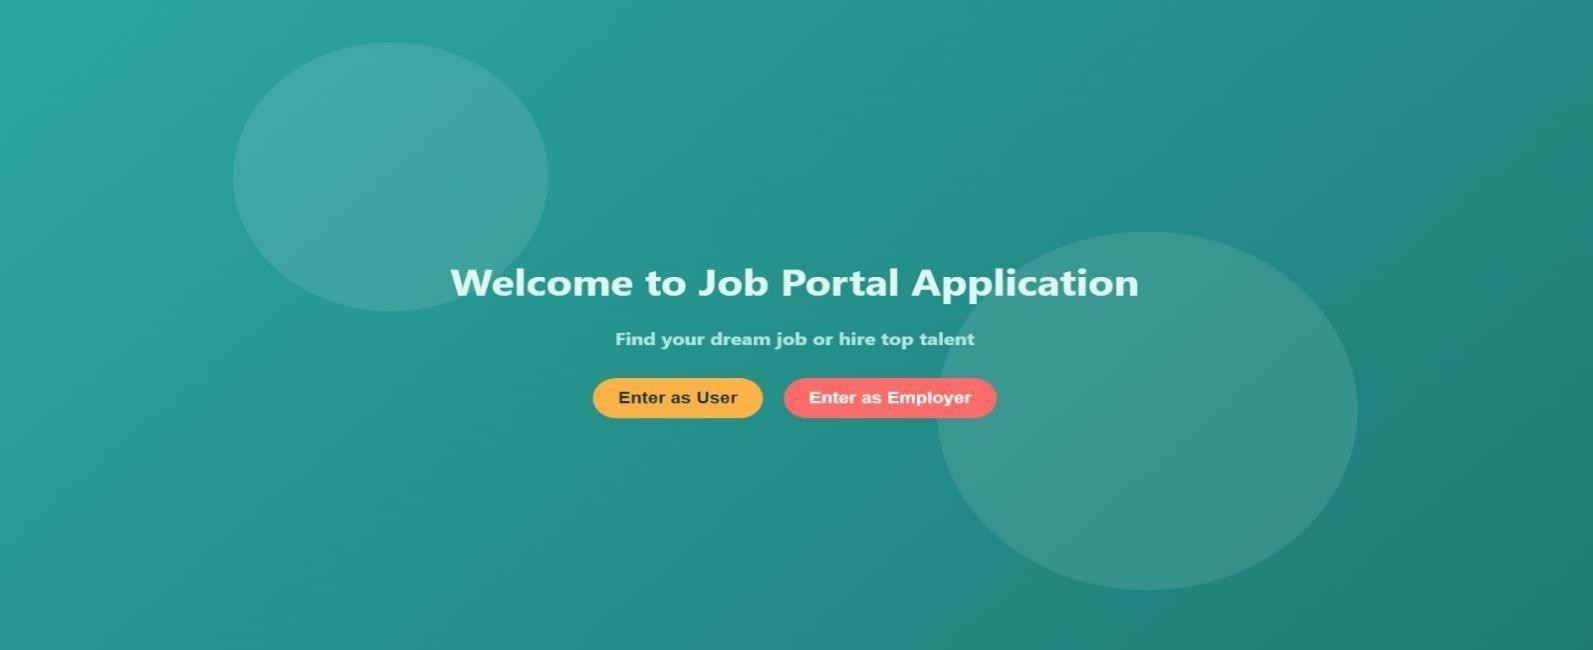 Welcome to Job Portal Application
Find your dream job or hire top talent
Enter as User Enter as Employer